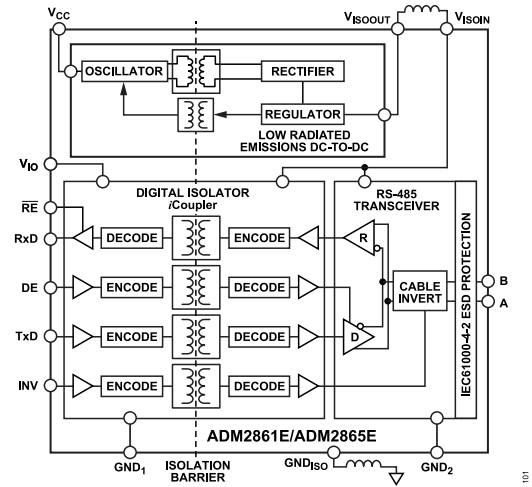 VCC
VISOOUT
VISOIN
OSCILLATOR
RECTIFIER
REGULATOR
LOW RADIATED
EMISSIONS DC-TO-DC
VIO
DIGITAL ISOLATOR
iCoupler
RS-485
TRANSCEIVER
RE
RxD
DECODE
ENCODE
R
DE
ENCODE
DECODE
CABLE
INVERT
IEC61000-4-2 ESD PROTECTION
B
A
TxD
ENCODE
DECODE
D
INV
ENCODE
DECODE
ADM2861E/ADM2865E
GND1
ISOLATION
BARRIER
GNDISO
GND2
101